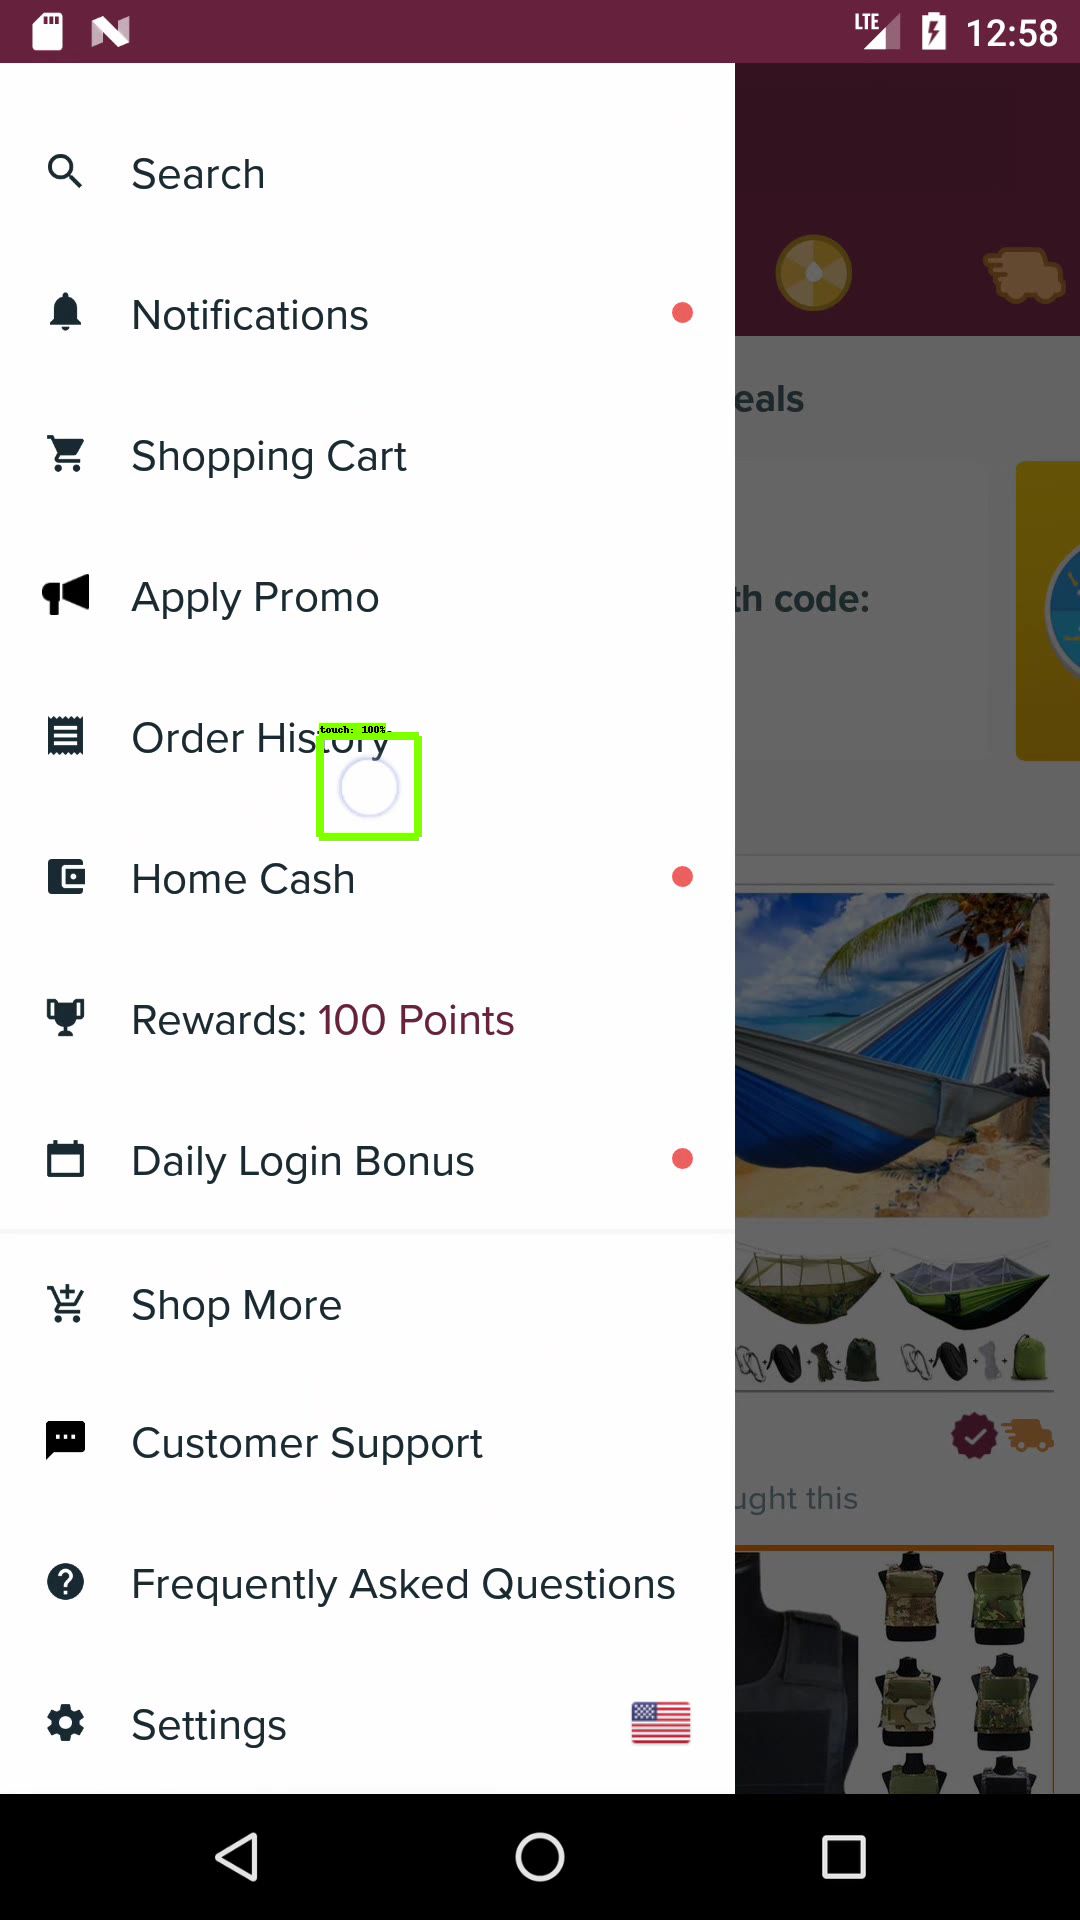 LTE 12:58
Search
Notifications
eals
Shopping Cart
Apply Promo
th code:
Order History
touch: 100%
Home Cash
Rewards: 100 Points
Daily Login Bonus
Shop More
Customer Support
ught this
Frequently Asked Questions
Settings